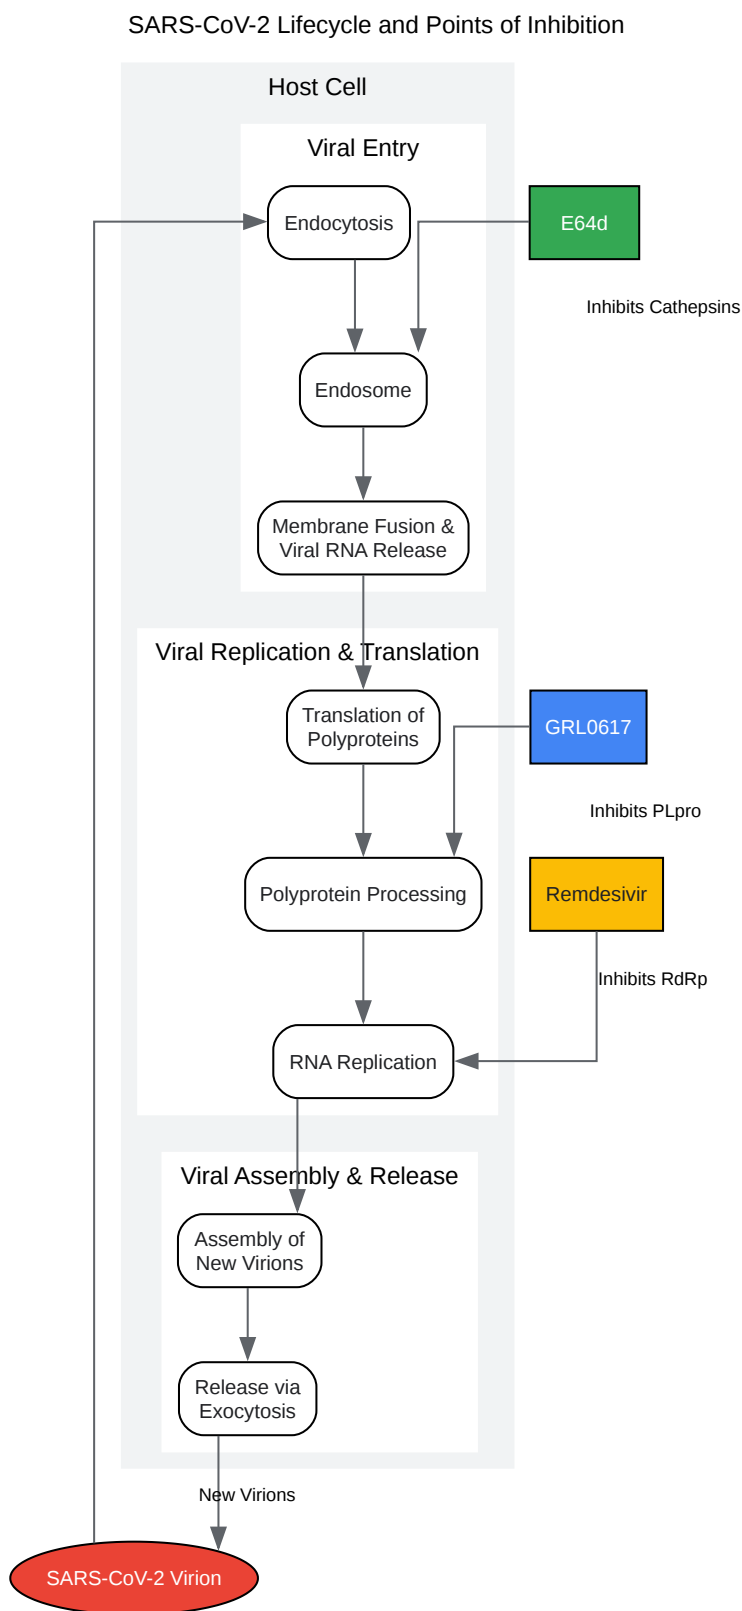 SARS-CoV-2 Lifecycle and Points of Inhibition
Host Cell
Viral Entry
Endocytosis
E64d
Inhibits Cathepsins
Endosome
Membrane Fusion &
Viral RNA Release
Viral Replication & Translation
Translation of
Polyproteins
GRL0617
Inhibits PLpro
Polyprotein Processing
Remdesivir
Inhibits RdRp
RNA Replication
Viral Assembly & Release
Assembly of
New Virions
Release via
Exocytosis
New Virions
SARS-CoV-2 Virion